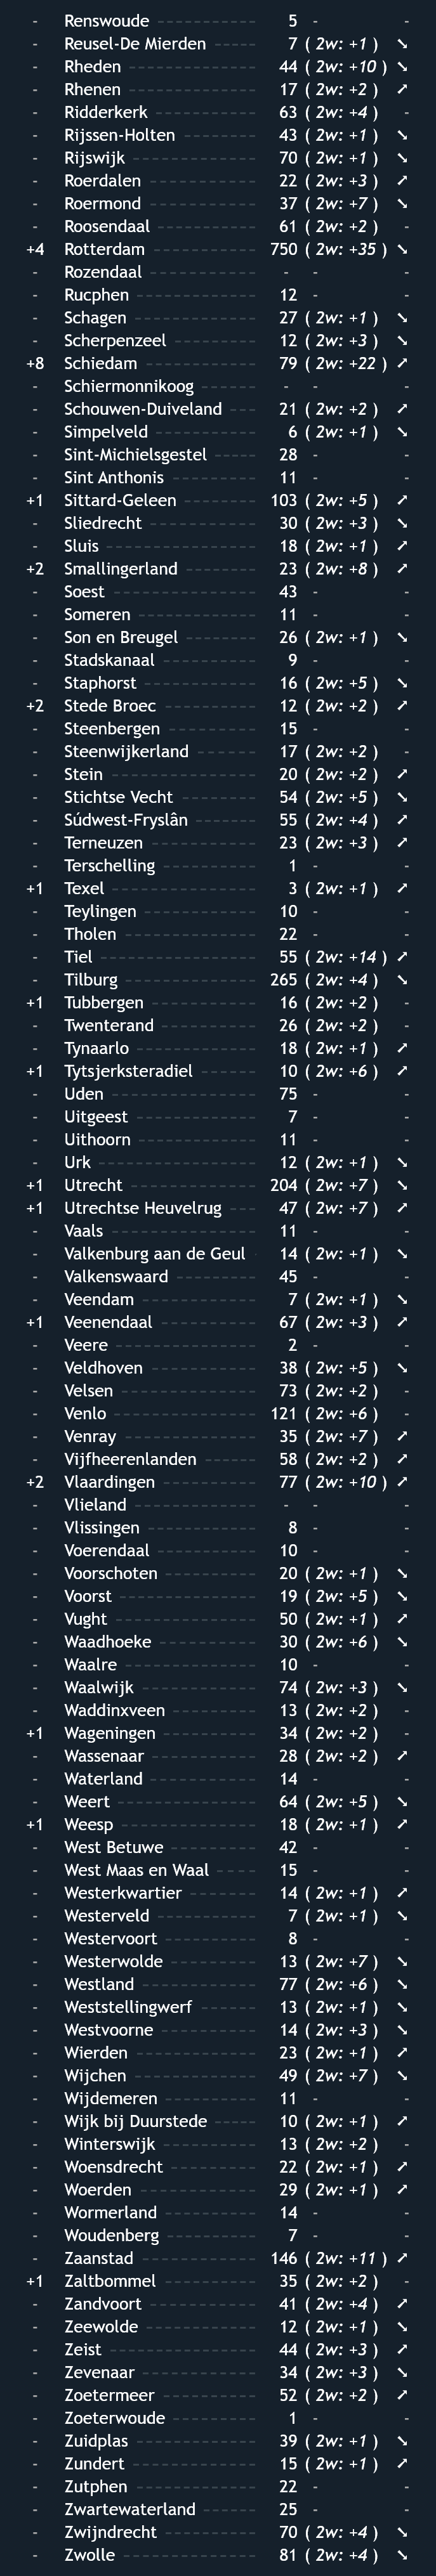 - Renswoude 5 - -
- Reusel-De Mierden 7 ( 2w: +1 ) ➘
- Rheden 44 ( 2w: +10 ) ➘
- Rhenen 17 ( 2w: +2 ) ➚
- Ridderkerk 63 ( 2w: +4 ) -
- Rijssen-Holten 43 ( 2w: +1 ) ➘
- Rijswijk 70 ( 2w: +1 ) ➘
- Roerdalen 22 ( 2w: +3 ) ➚
- Roermond 37 ( 2w: +7 ) ➘
- Roosendaal 61 ( 2w: +2 ) -
+4 Rotterdam 750 ( 2w: +35 ) ➘
- Rozendaal - - -
- Rucphen 12 - -
- Schagen 27 ( 2w: +1 ) ➘
- Scherpenzeel 12 ( 2w: +3 ) ➘
+8 Schiedam 79 ( 2w: +22 ) ➚
- Schiermonnikoog - - -
- Schouwen-Duiveland 21 ( 2w: +2 ) ➚
- Simpelveld 6 ( 2w: +1 ) ➘
- Sint-Michielsgestel 28 - -
- Sint Anthonis 11 - -
+1 Sittard-Geleen 103 ( 2w: +5 ) ➚
- Sliedrecht 30 ( 2w: +3 ) ➘
- Sluis 18 ( 2w: +1 ) ➚
+2 Smallingerland 23 ( 2w: +8 ) ➚
- Soest 43 - -
- Someren 11 - -
- Son en Breugel 26 ( 2w: +1 ) ➘
- Stadskanaal 9 - -
- Staphorst 16 ( 2w: +5 ) ➘
+2 Stede Broec 12 ( 2w: +2 ) ➚
- Steenbergen 15 - -
- Steenwijkerland 17 ( 2w: +2 ) -
- Stein 20 ( 2w: +2 ) ➚
- Stichtse Vecht 54 ( 2w: +5 ) ➘
- Súdwest-Fryslân 55 ( 2w: +4 ) ➚
- Terneuzen 23 ( 2w: +3 ) ➚
- Terschelling 1 - -
+1 Texel 3 ( 2w: +1 ) ➚
- Teylingen 10 - -
- Tholen 22 - -
- Tiel 55 ( 2w: +14 ) ➚
- Tilburg 265 ( 2w: +4 ) ➘
+1 Tubbergen 16 ( 2w: +2 ) -
- Twenterand 26 ( 2w: +2 ) -
- Tynaarlo 18 ( 2w: +1 ) ➚
+1 Tytsjerksteradiel 10 ( 2w: +6 ) ➚
- Uden 75 - -
- Uitgeest 7 - -
- Uithoorn 11 - -
- Urk 12 ( 2w: +1 ) ➘
+1 Utrecht 204 ( 2w: +7 ) ➘
+1 Utrechtse Heuvelrug 47 ( 2w: +7 ) ➚
- Vaals 11 - -
- Valkenburg aan de Geul 14 ( 2w: +1 ) ➘
- Valkenswaard 45 - -
- Veendam 7 ( 2w: +1 ) ➘
+1 Veenendaal 67 ( 2w: +3 ) ➚
- Veere 2 - -
- Veldhoven 38 ( 2w: +5 ) ➘
- Velsen 73 ( 2w: +2 ) -
- Venlo 121 ( 2w: +6 ) -
- Venray 35 ( 2w: +7 ) ➚
- Vijfheerenlanden 58 ( 2w: +2 ) ➚
+2 Vlaardingen 77 ( 2w: +10 ) ➚
- Vlieland - - -
- Vlissingen 8 - -
- Voerendaal 10 - -
- Voorschoten 20 ( 2w: +1 ) ➘
- Voorst 19 ( 2w: +5 ) ➘
- Vught 50 ( 2w: +1 ) ➚
- Waadhoeke 30 ( 2w: +6 ) ➘
- Waalre 10 - -
- Waalwijk 74 ( 2w: +3 ) ➘
- Waddinxveen 13 ( 2w: +2 ) -
+1 Wageningen 34 ( 2w: +2 ) -
- Wassenaar 28 ( 2w: +2 ) ➚
- Waterland 14 - -
- Weert 64 ( 2w: +5 ) ➘
+1 Weesp 18 ( 2w: +1 ) ➚
- West Betuwe 42 - -
- West Maas en Waal 15 - -
- Westerkwartier 14 ( 2w: +1 ) ➚
- Westerveld 7 ( 2w: +1 ) ➘
- Westervoort 8 - -
- Westerwolde 13 ( 2w: +7 ) ➘
- Westland 77 ( 2w: +6 ) ➘
- Weststellingwerf 13 ( 2w: +1 ) ➘
- Westvoorne 14 ( 2w: +3 ) ➘
- Wierden 23 ( 2w: +1 ) ➚
- Wijchen 49 ( 2w: +7 ) ➘
- Wijdemeren 11 - -
- Wijk bij Duurstede 10 ( 2w: +1 ) ➚
- Winterswijk 13 ( 2w: +2 ) -
- Woensdrecht 22 ( 2w: +1 ) ➚
- Woerden 29 ( 2w: +1 ) ➚
- Wormerland 14 - -
- Woudenberg 7 - -
- Zaanstad 146 ( 2w: +11 ) ➚
+1 Zaltbommel 35 ( 2w: +2 ) -
- Zandvoort 41 ( 2w: +4 ) ➚
- Zeewolde 12 ( 2w: +1 ) ➘
- Zeist 44 ( 2w: +3 ) ➚
- Zevenaar 34 ( 2w: +3 ) ➘
- Zoetermeer 52 ( 2w: +2 ) ➚
- Zoeterwoude 1 - -
- Zuidplas 39 ( 2w: +1 ) ➘
- Zundert 15 ( 2w: +1 ) ➚
- Zutphen 22 - -
- Zwartewaterland 25 - -
- Zwijndrecht 70 ( 2w: +4 ) ➘
- Zwolle 81 ( 2w: +4 ) ➘